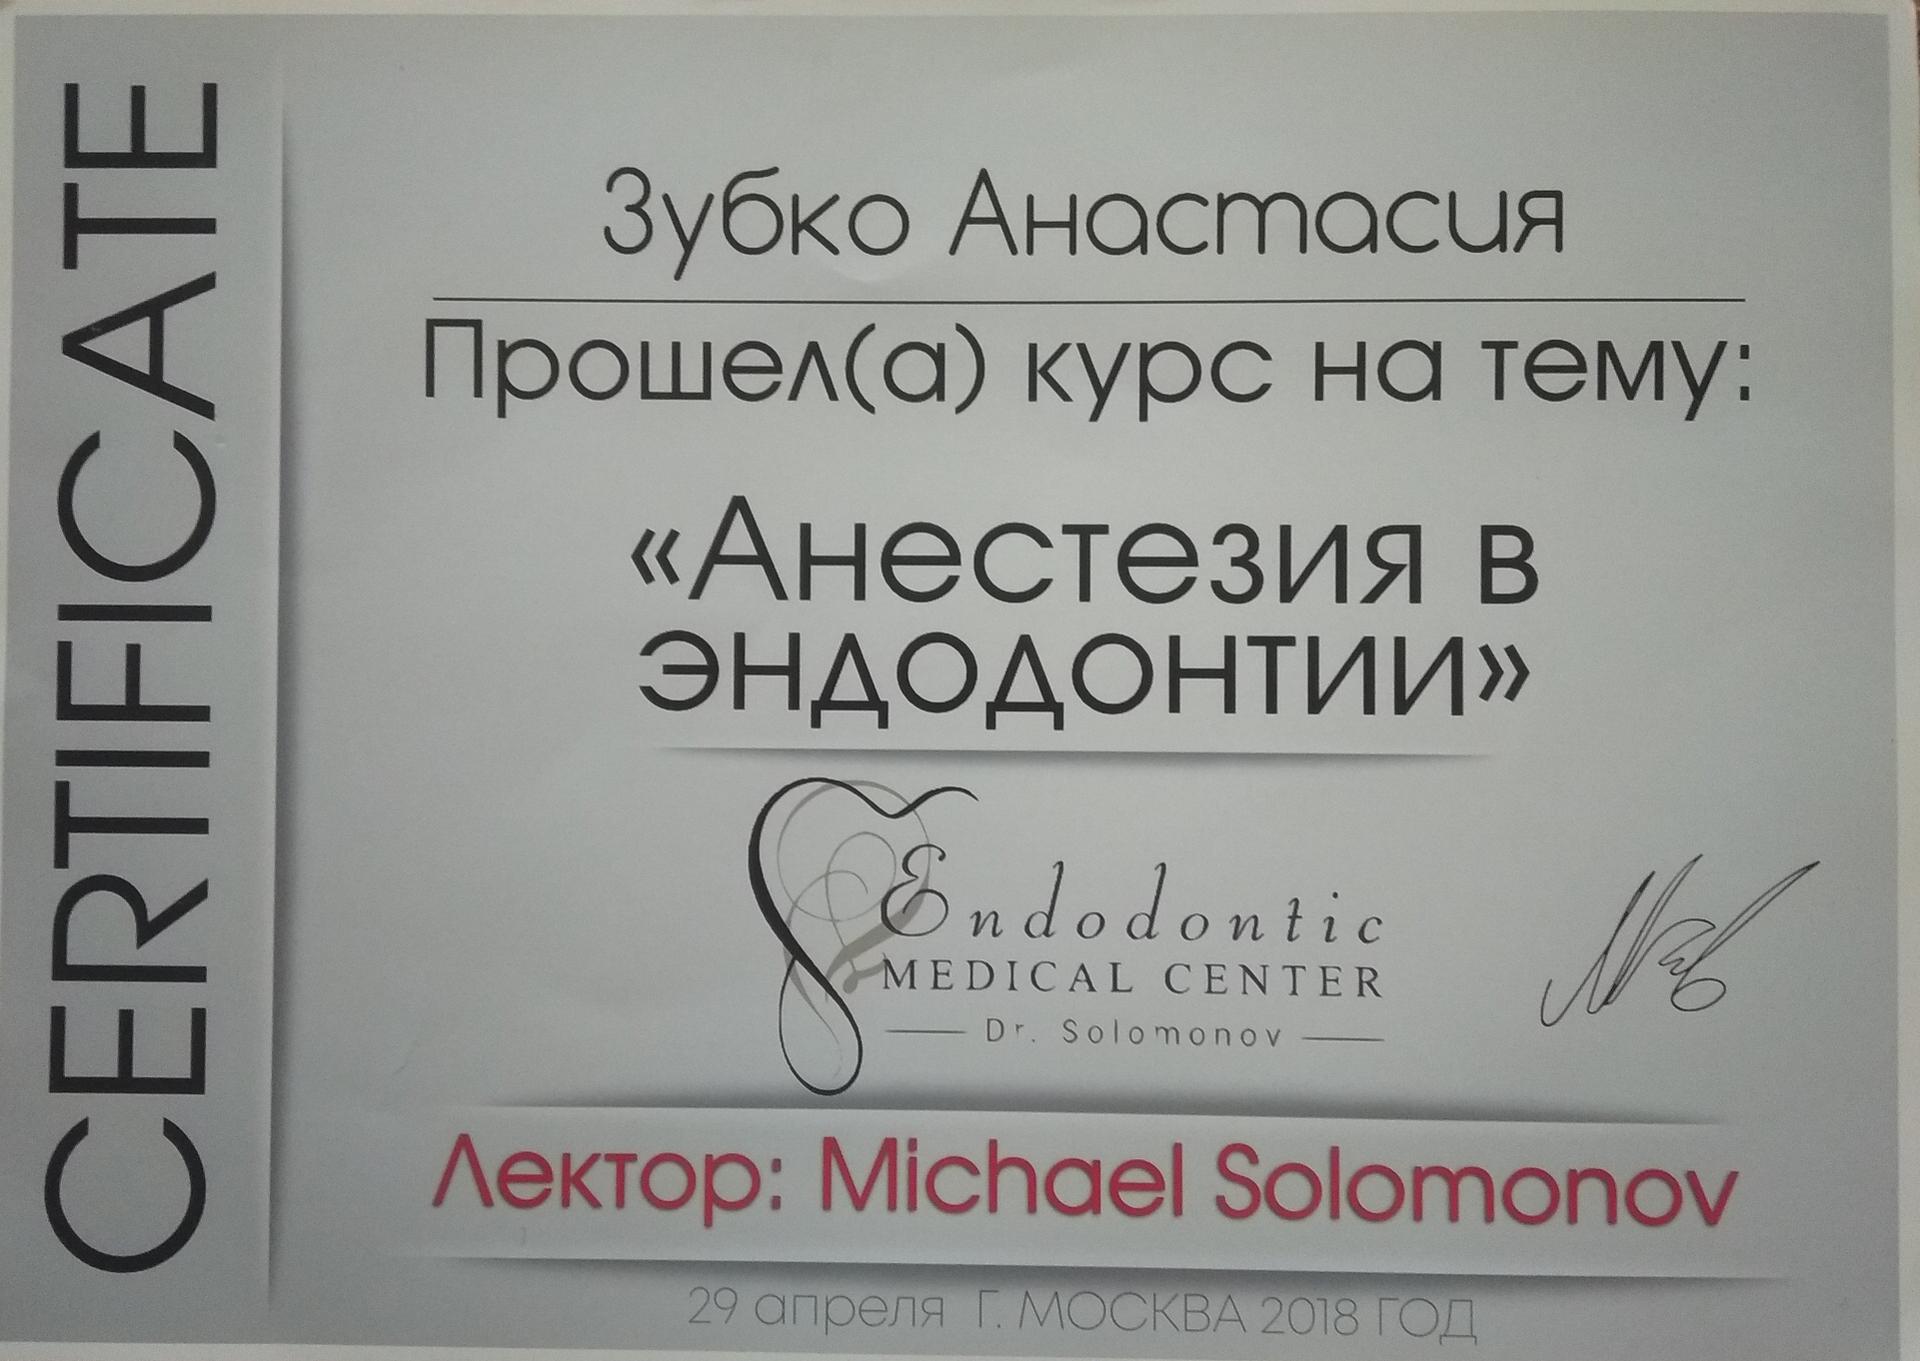 CERTIFICATE
Зубко Анастасия
Прошел(а) курс на тему:
«Анестезия в
эндодонтии»
Endodontic
MEDICAL CENTER
Dr. Solomonov
Лектор: Michael Solomonov
29 апреля Г. МОСКВА 2018 ГОД